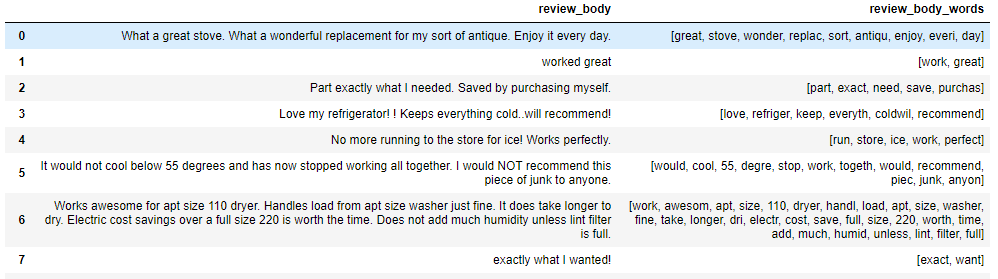 review_body review_body_words
0 What a great stove. What a wonderful replacement for my sort of antique. Enjoy it every day. [great, stove, wonder, replac, sort, antiqu, enjoy, everi, day]
1 worked great [work, great]
2 Part exactly what I needed. Saved by purchasing myself. [part, exact, need, save, purchas]
3 Love my refrigerator! ! Keeps everything cold..will recommend! [love, refriger, keep, everyth, coldwil, recommend]
4 No more running to the store for ice! Works perfectly. [run, store, ice, work, perfect]
5 It would not cool below 55 degrees and has now stopped working all together. I would NOT recommend this [would, cool, 55, degre, stop, work, togeth, would, recommend,
piece of junk to anyone. piec, junk, anyon]
Works awesome for apt size 110 dryer. Handles load from apt size washer just fine. It does take longer to [work, awesom, apt, size, 110, dryer, handl, load, apt, size, washer,
6 dry. Electric cost savings over a full size 220 is worth the time. Does not add much humidity unless lint filter fine, take, longer, dri, electr, cost, save, full, size, 220, worth, time,
is full. add, much, humid, unless, lint, filter, full]
7 exactly what I wanted! [exact, want]